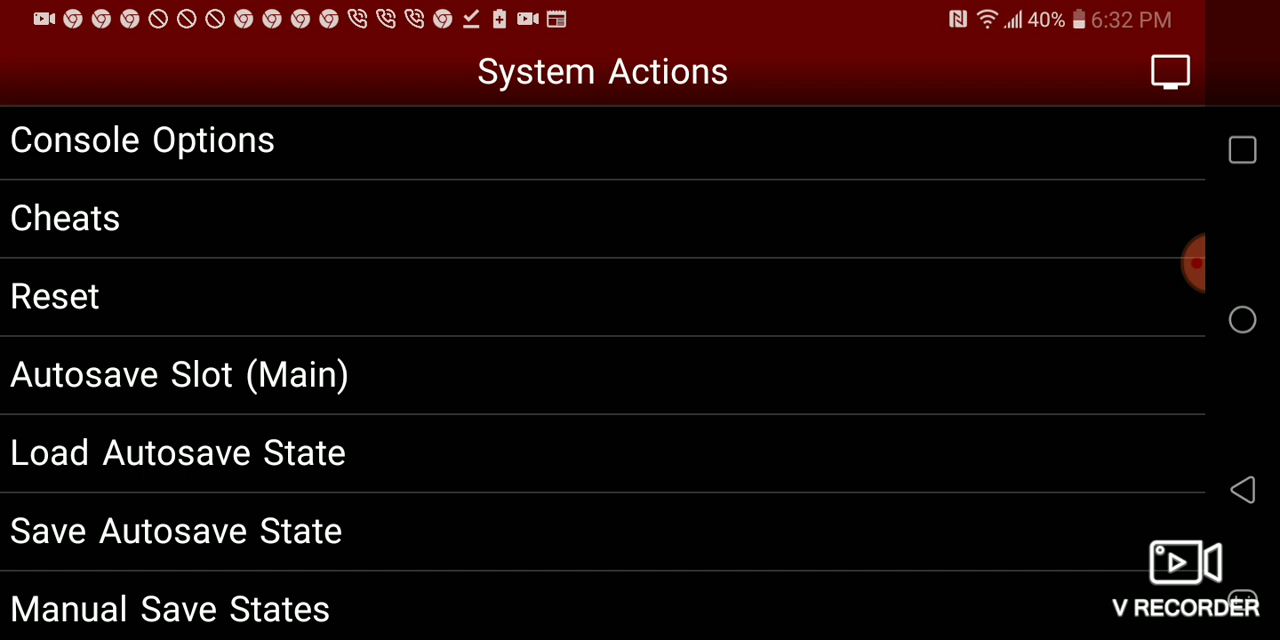 40% 6:32 PM
System Actions
Console Options
Cheats
Reset
Autosave Slot (Main)
Load Autosave State
Save Autosave State
Manual Save States
V RECORDER